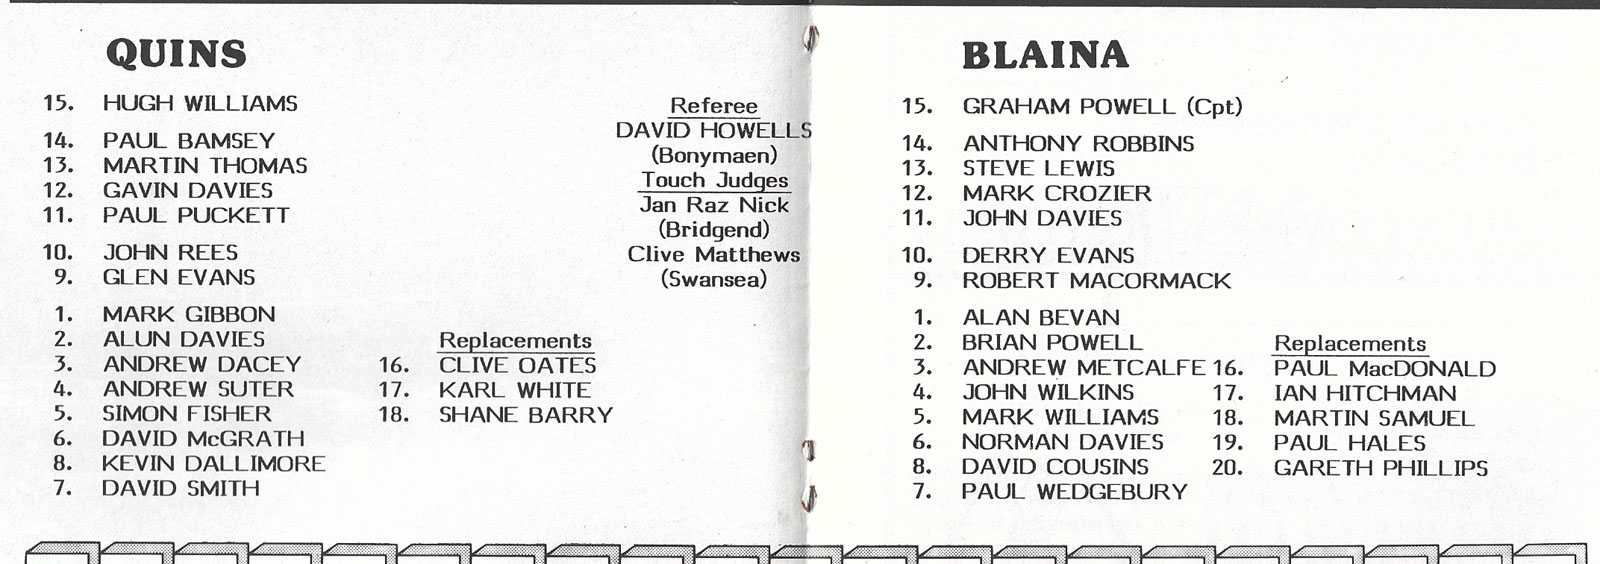 QUINS
15. HUGH WILLIAMS
14. PAUL BAMSEY
13. MARTIN THOMAS
12. GAVIN DAVIES
11. PAUL PUCKETT
10. JOHN REES
9. GLEN EVANS
1. MARK GIBBON
2. ALUN DAVIES
3. ANDREW DACEY
4. ANDREW SUTER
5. SIMON FISHER
6. DAVID McGRATH
8. KEVIN DALLIMORE
7. DAVID SMITH
Replacements
16. CLIVE OATES
17. KARL WHITE
18. SHANE BARRY
Referee
DAVID HOWELLS
(Bonymaen)
Touch Judges
Jan Raz Nick
(Bridgend)
Clive Matthews
(Swansea)
BLAINA
15. GRAHAM POWELL (Cpt)
14. ANTHONY ROBBINS
13. STEVE LEWIS
12. MARK CROZIER
11. JOHN DAVIES
10. DERRY EVANS
9. ROBERT MACORMACK
1. ALAN BEVAN
2. BRIAN POWELL
3. ANDREW METCALFE
4. JOHN WILKINS
5. MARK WILLIAMS
6. NORMAN DAVIES
8. DAVID COUSINS
7. PAUL WEDGEBURY
Replacements
16. PAUL MacDONALD
17. IAN HITCHMAN
18. MARTIN SAMUEL
19. PAUL HALES
20. GARETH PHILLIPS